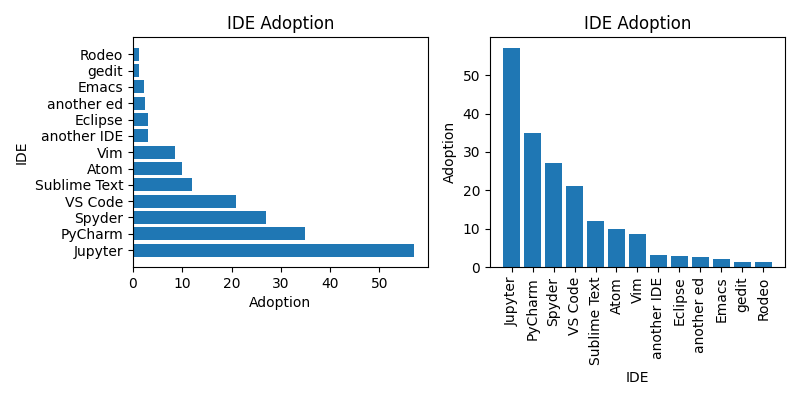 IDE Adoption
Rodeo
gedit
Emacs
another ed
Eclipse
another IDE
Vim
Atom
Sublime Text
VS Code
Spyder
PyCharm
Jupyter
IDE
0 10 20 30 40 50
Adoption
IDE Adoption
50
40
30
20
10
0
Adoption
Jupyter
PyCharm
Spyder
VS Code
Sublime Text
Atom
Vim
another IDE
Eclipse
another ed
Emacs
gedit
Rodeo
IDE